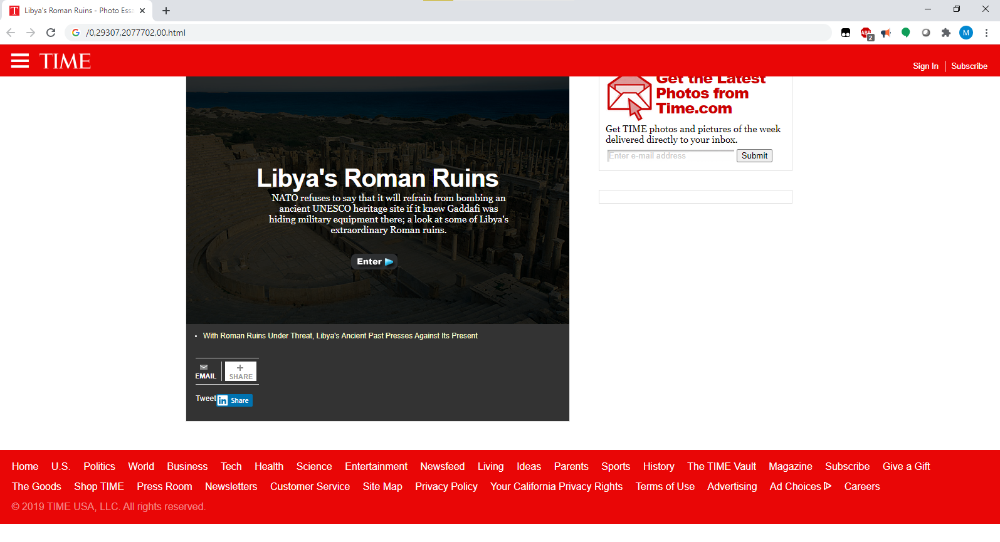 Libya's Roman Ruins - Photo Essa
/0,29307,2077702,00.html
ABP
2
M
TIME
Sign In
Subscribe
Get the Latest
Photos from
Time.com
Get TIME photos and pictures of the week
delivered directly to your inbox.
Enter e-mail address
Submit
Libya's Roman Ruins
NATO refuses to say that it will refrain from bombing an
ancient UNESCO heritage site if it knew Gaddafi was
hiding military equipment there; a look at some of Libya's
extraordinary Roman ruins.
Enter
• With Roman Ruins Under Threat, Libya's Ancient Past Presses Against Its Present
EMAIL
SHARE
Tweet
in Share
Home U.S. Politics World Business Tech Health Science Entertainment Newsfeed Living Ideas Parents Sports History The TIME Vault Magazine Subscribe Give a Gift
The Goods Shop TIME Press Room Newsletters Customer Service Site Map Privacy Policy Your California Privacy Rights Terms of Use Advertising Ad Choices Careers
© 2019 TIME USA, LLC. All rights reserved.